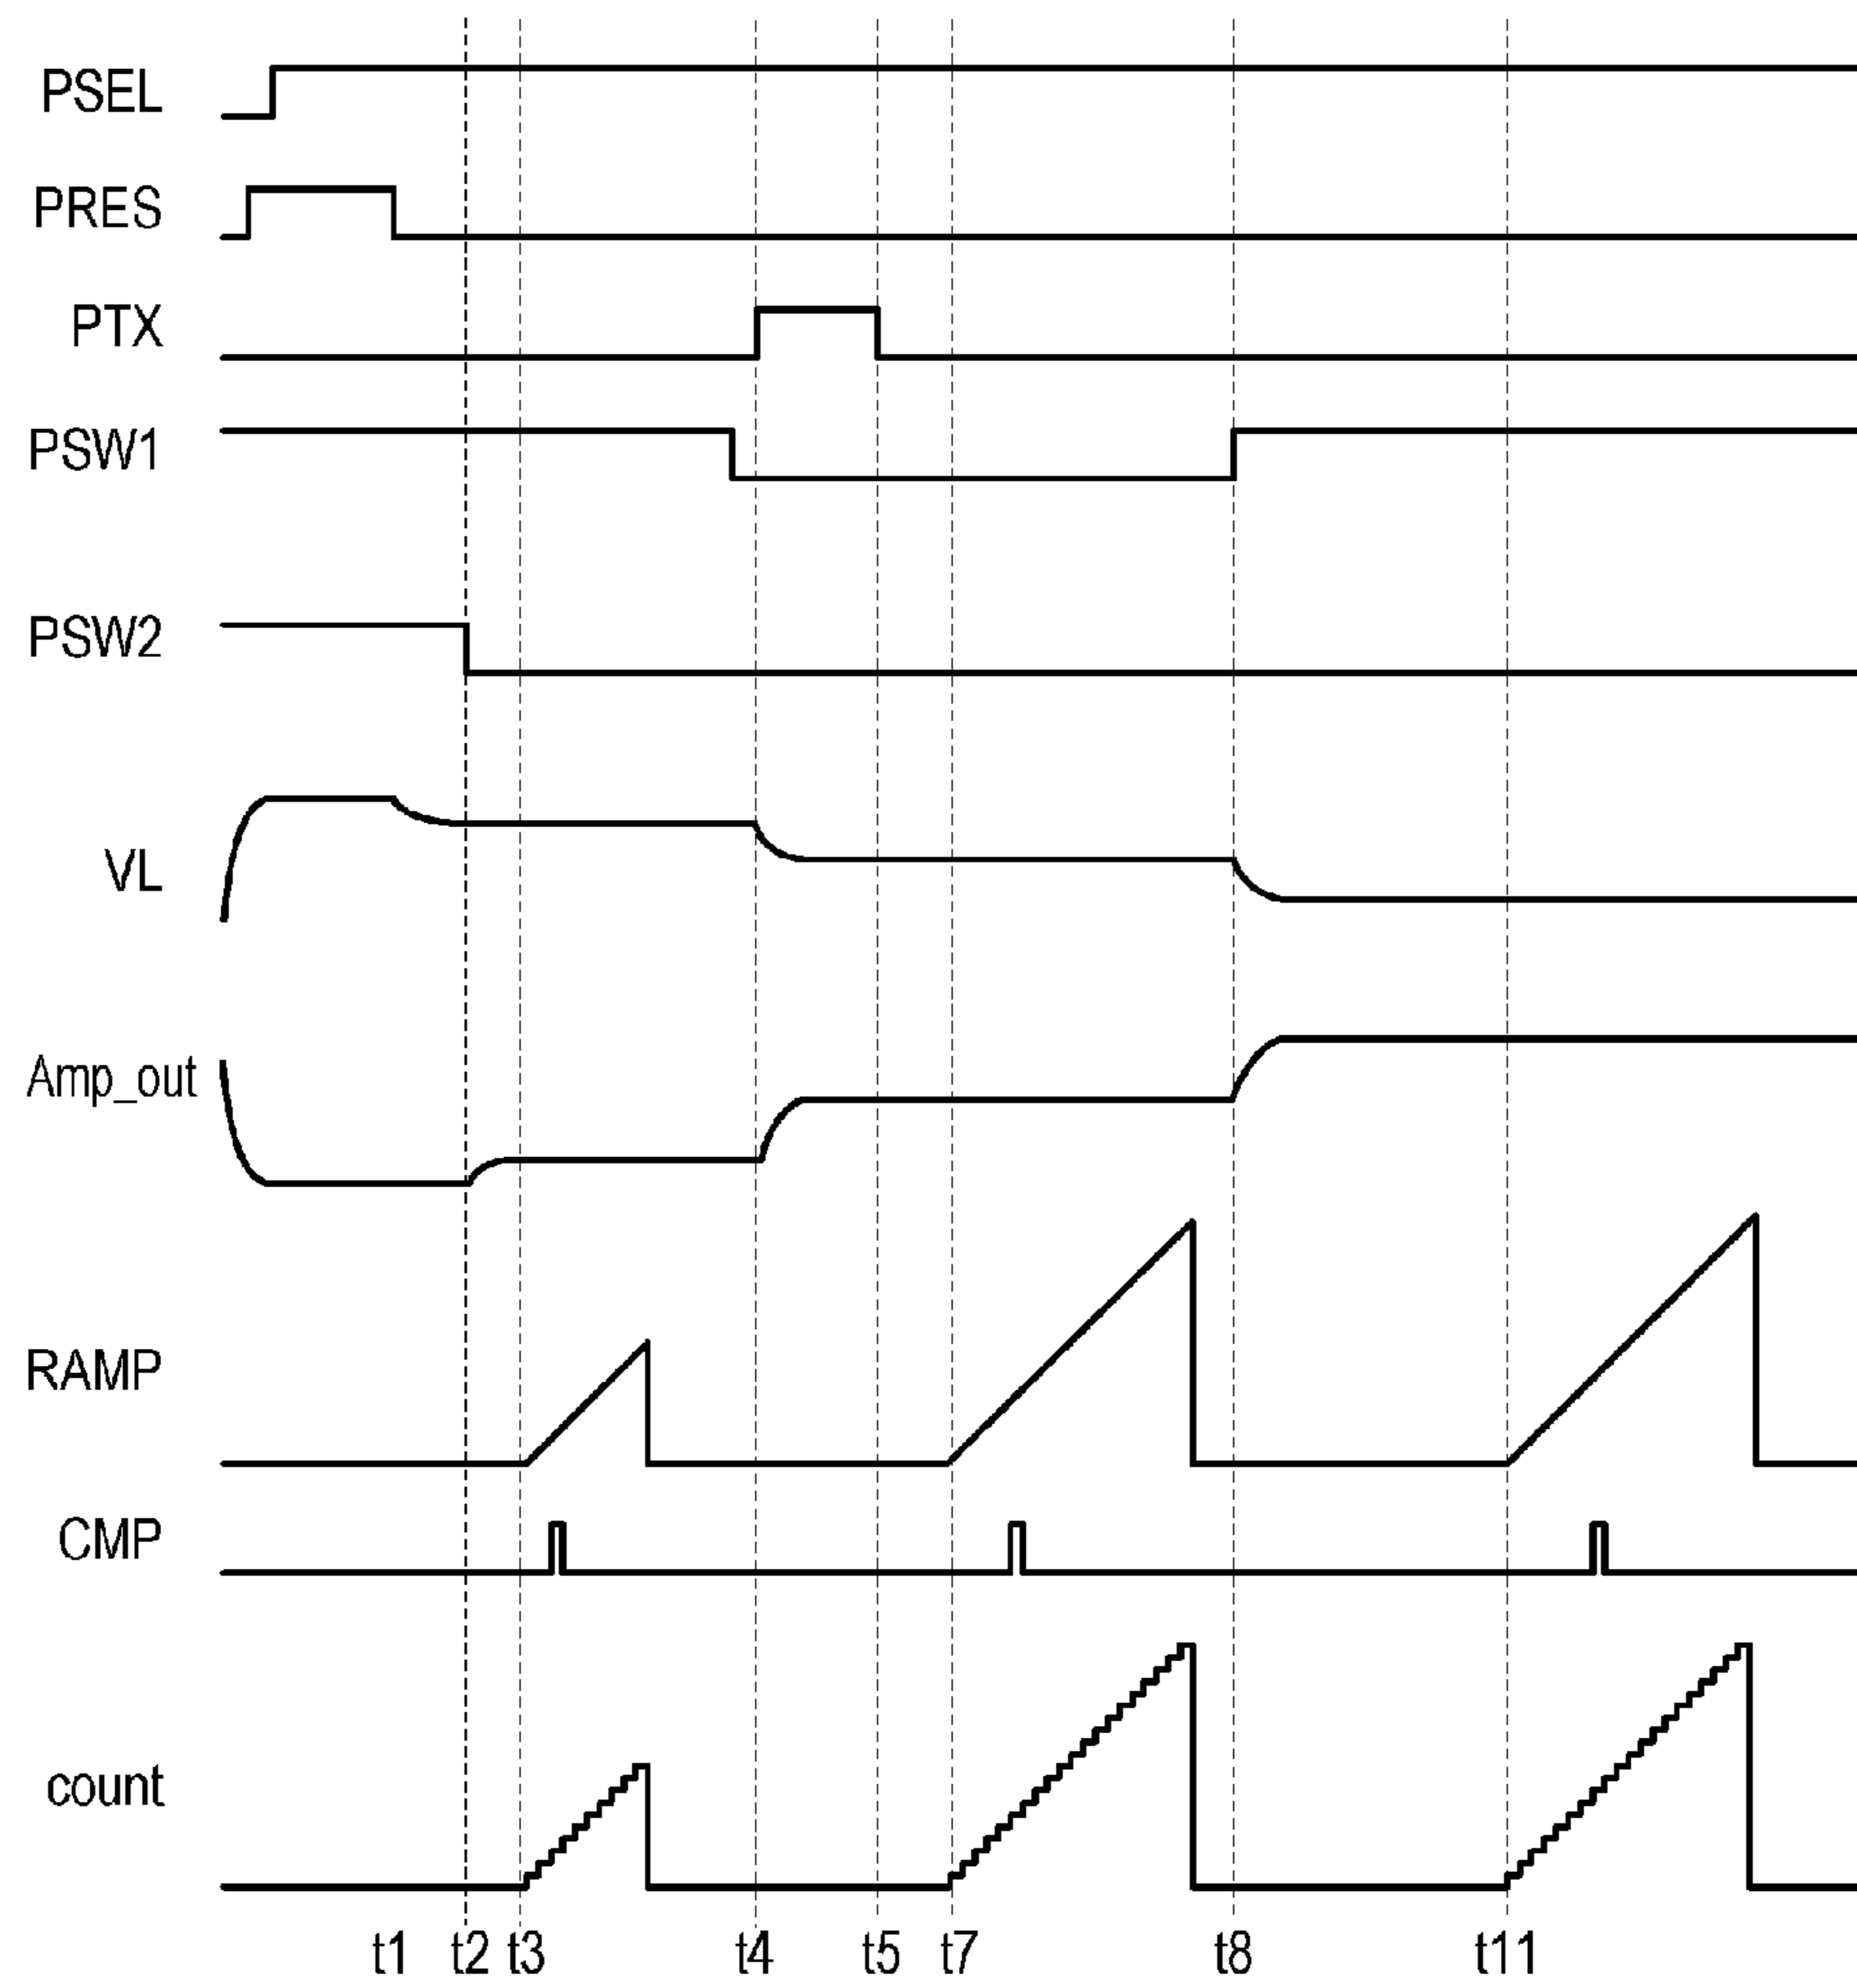 PSEL
PRES
PTX
PSW1
PSW2
VL
Amp_out
RAMP
CMP
count
t1 t2 t3 t4 t5 t7 t8 t11